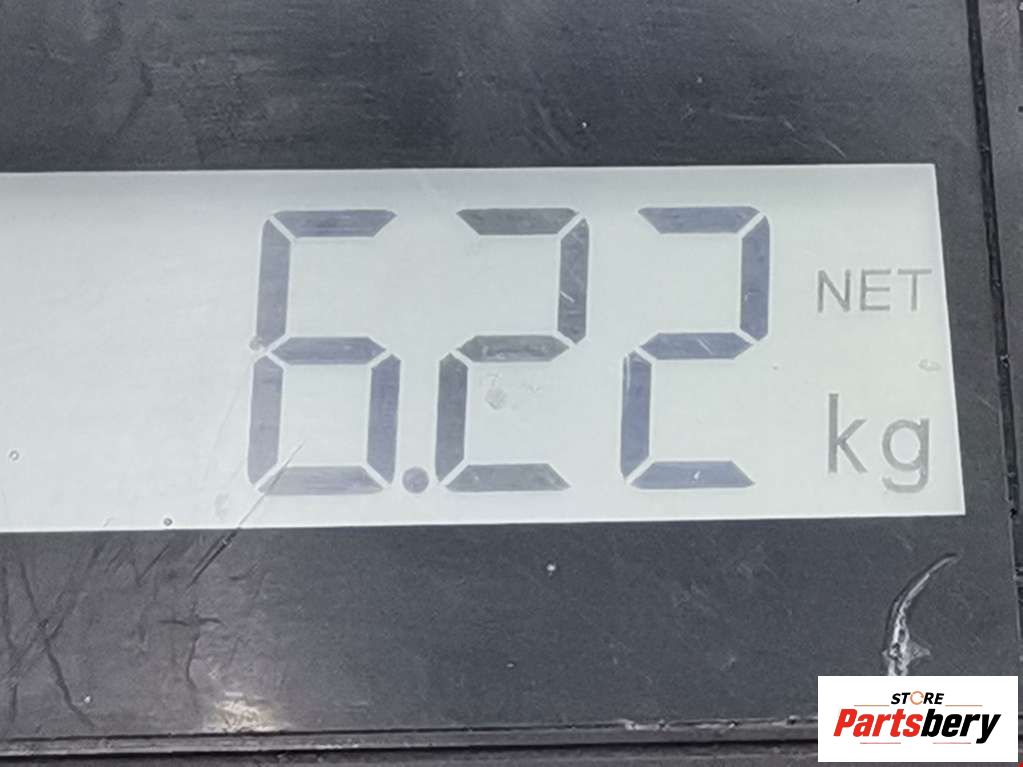 6.22
NET
kg
STORE
Partsbery